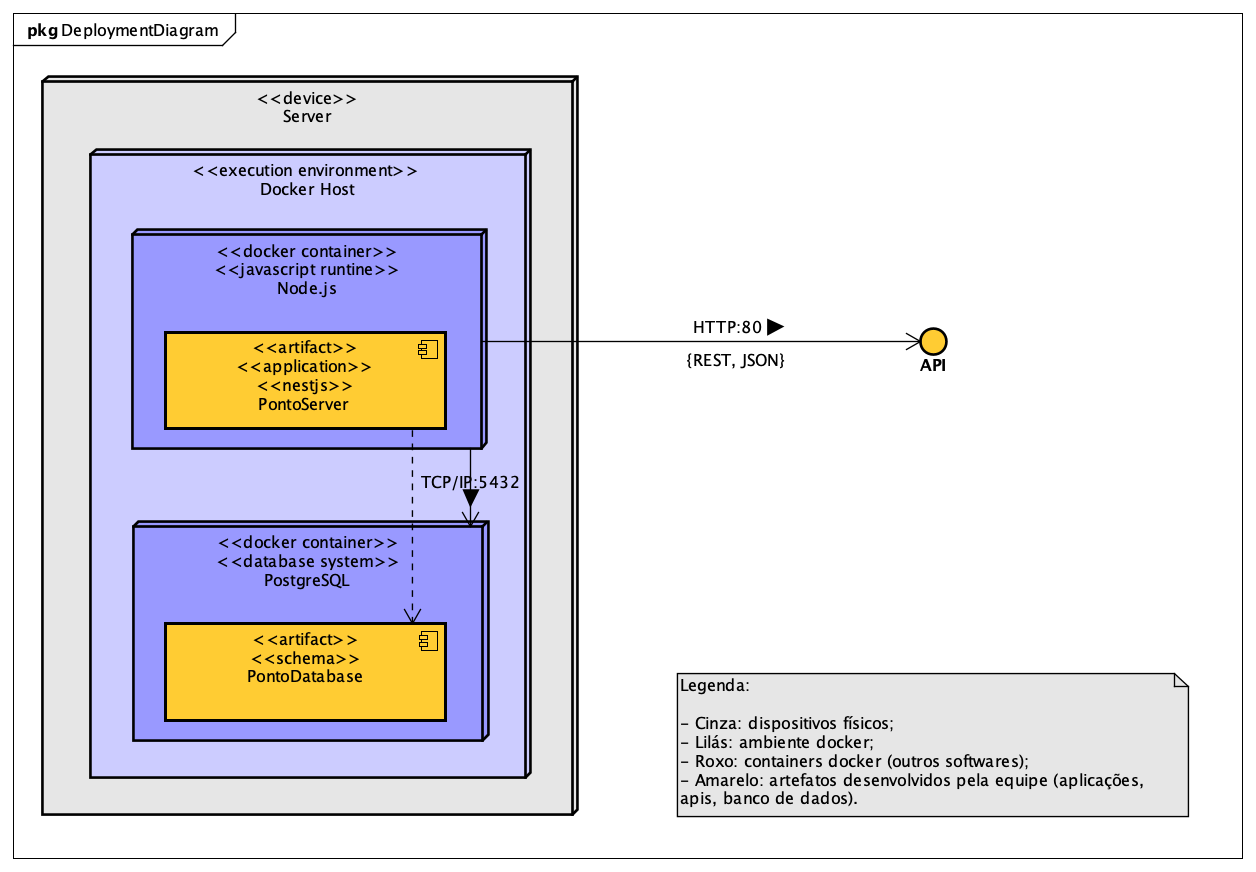 pkg DeploymentDiagram
<<device>>
Server
<<execution environment>>
Docker Host
<<docker container>>
<<javascript runtime>>
Node.js
<<artifact>>
<<application>>
<<nestjs>>
PontoServer
HTTP:80
{REST, JSON}
API
TCP/IP:5432
<<docker container>>
<<database system>>
PostgreSQL
<<artifact>>
<<schema>>
PontoDatabase
Legenda:
- Cinza: dispositivos físicos;
- Lilás: ambiente docker;
- Roxo: containers docker (outros softwares);
- Amarelo: artefatos desenvolvidos pela equipe (aplicações,
apis, banco de dados).